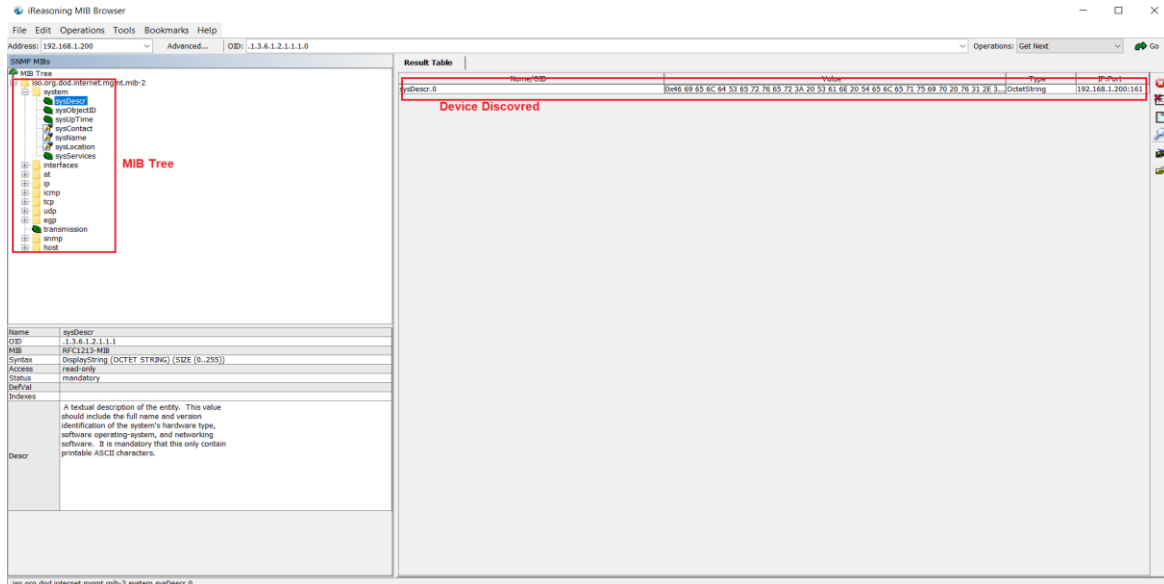 iReasoning MIB Browser
File Edit Operations Tools Bookmarks Help
Address: 192.168.1.200 Advanced... OID: .1.3.6.1.2.1.1.1.0 Operations: Get Next Go
SNMP MIBs
MIB Tree
iso.org.dod.internet.mgmt.mib-2
system
sysDescr
sysObjectID
sysUpTime
sysContact
sysName
sysLocation
sysServices
interfaces
at
ip
icmp
tcp
udp
egp
transmission
snmp
host
MIB Tree
Result Table
Name/OID Value Type IP:Port
sysDescr.0 0x46 69 65 6C 64 53 65 72 76 65 72 3A 20 53 61 6E 20 54 65 6C 65 71 75 69 70 20 76 31 2E 3... OctetString 192.168.1.200:161
Device Discovred
Name sysDescr
OID .1.3.6.1.2.1.1.1
MIB RFC1213-MIB
Syntax DisplayString (OCTET STRING) (SIZE (0..255))
Access read-only
Status mandatory
DefVal
Indexes
Descr A textual description of the entity. This value
should include the full name and version
identification of the system's hardware type,
software operating-system, and networking
software. It is mandatory that this only contain
printable ASCII characters.
iso.org.dod.internet.mgmt.mib-2.system.sysDescr.0